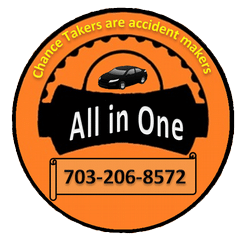 Chance Takers are accident makers
All in One
703-206-8572